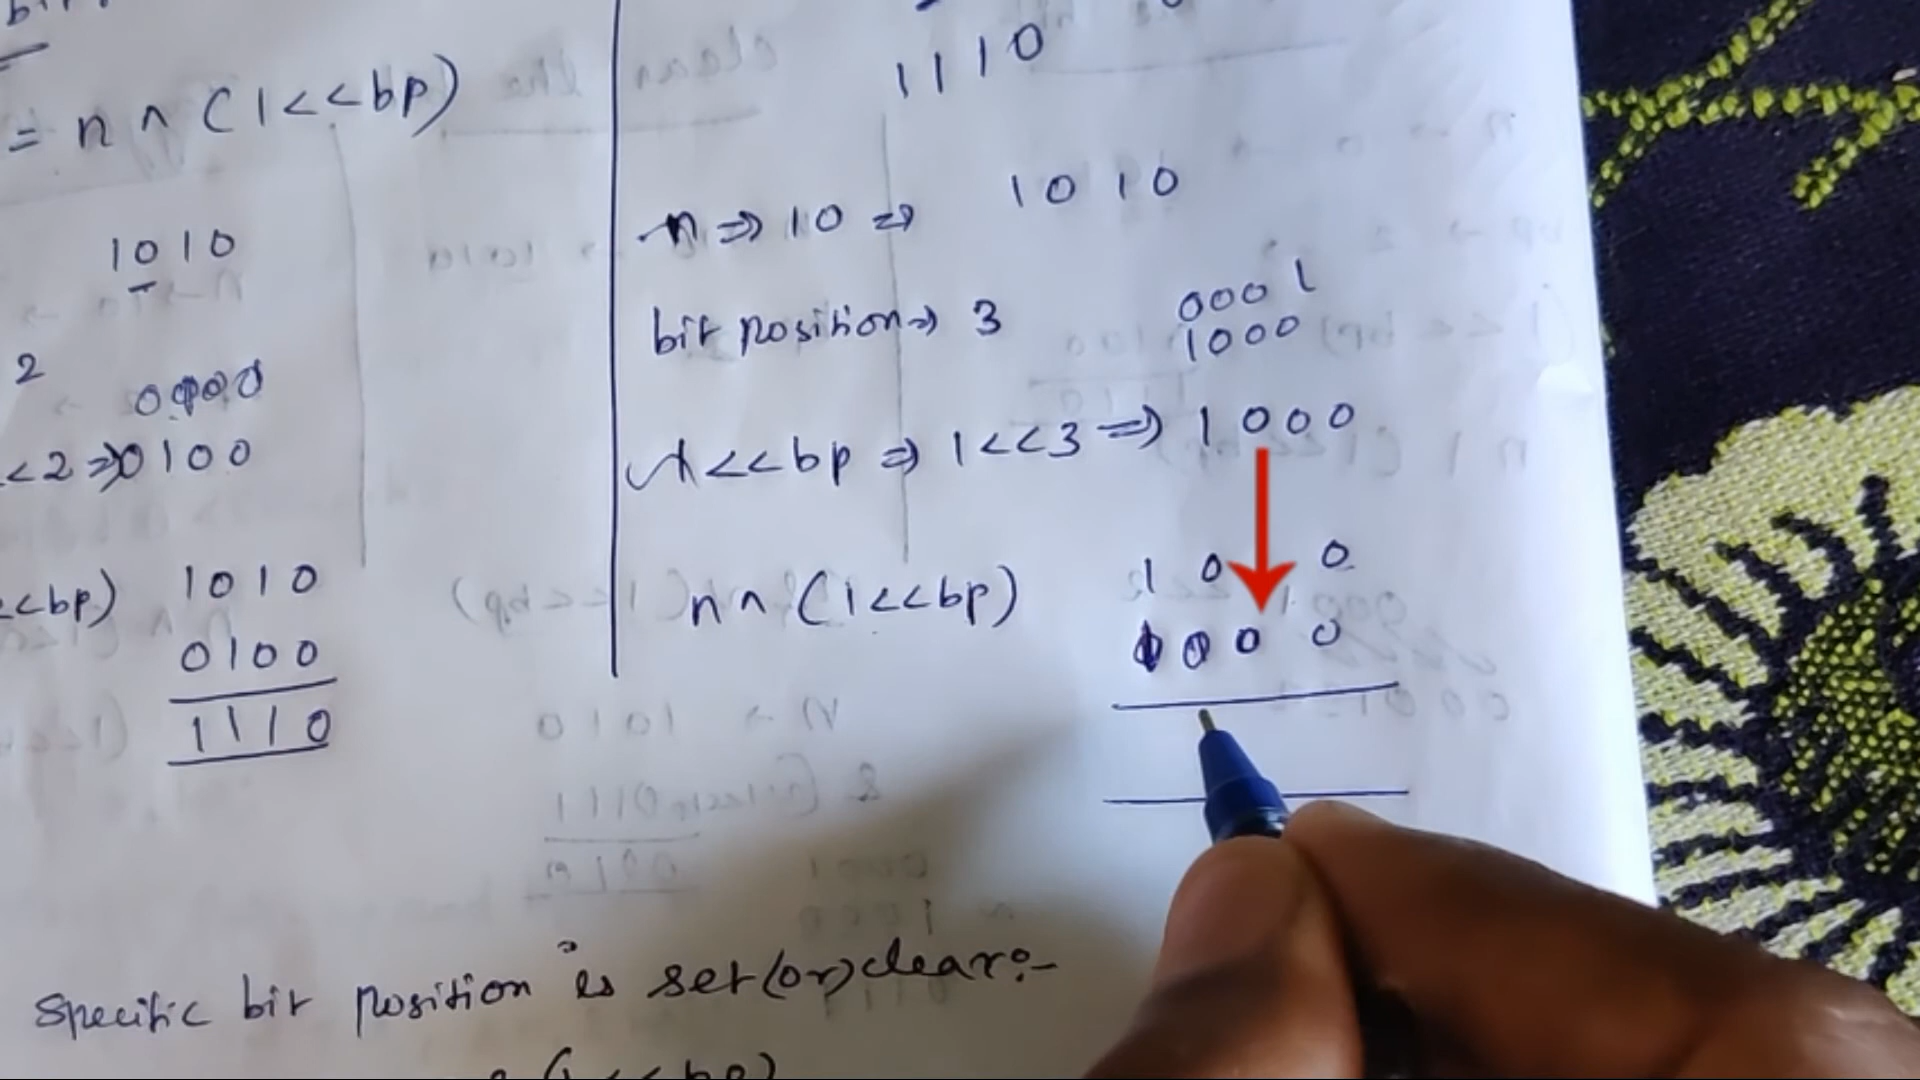 = n ^ (1<<bp)
1010
2
0000
<2 => 0100
<<bp) 1010
0100
1110
1110
n => 10 => 1010
bit position => 3
0001
1000
1<<bp => 1<<3 => 1000
n ^ (1<<bp)
1 0 0
0 0 0
specific bit position is set (or) clear:-
(1<<bp)